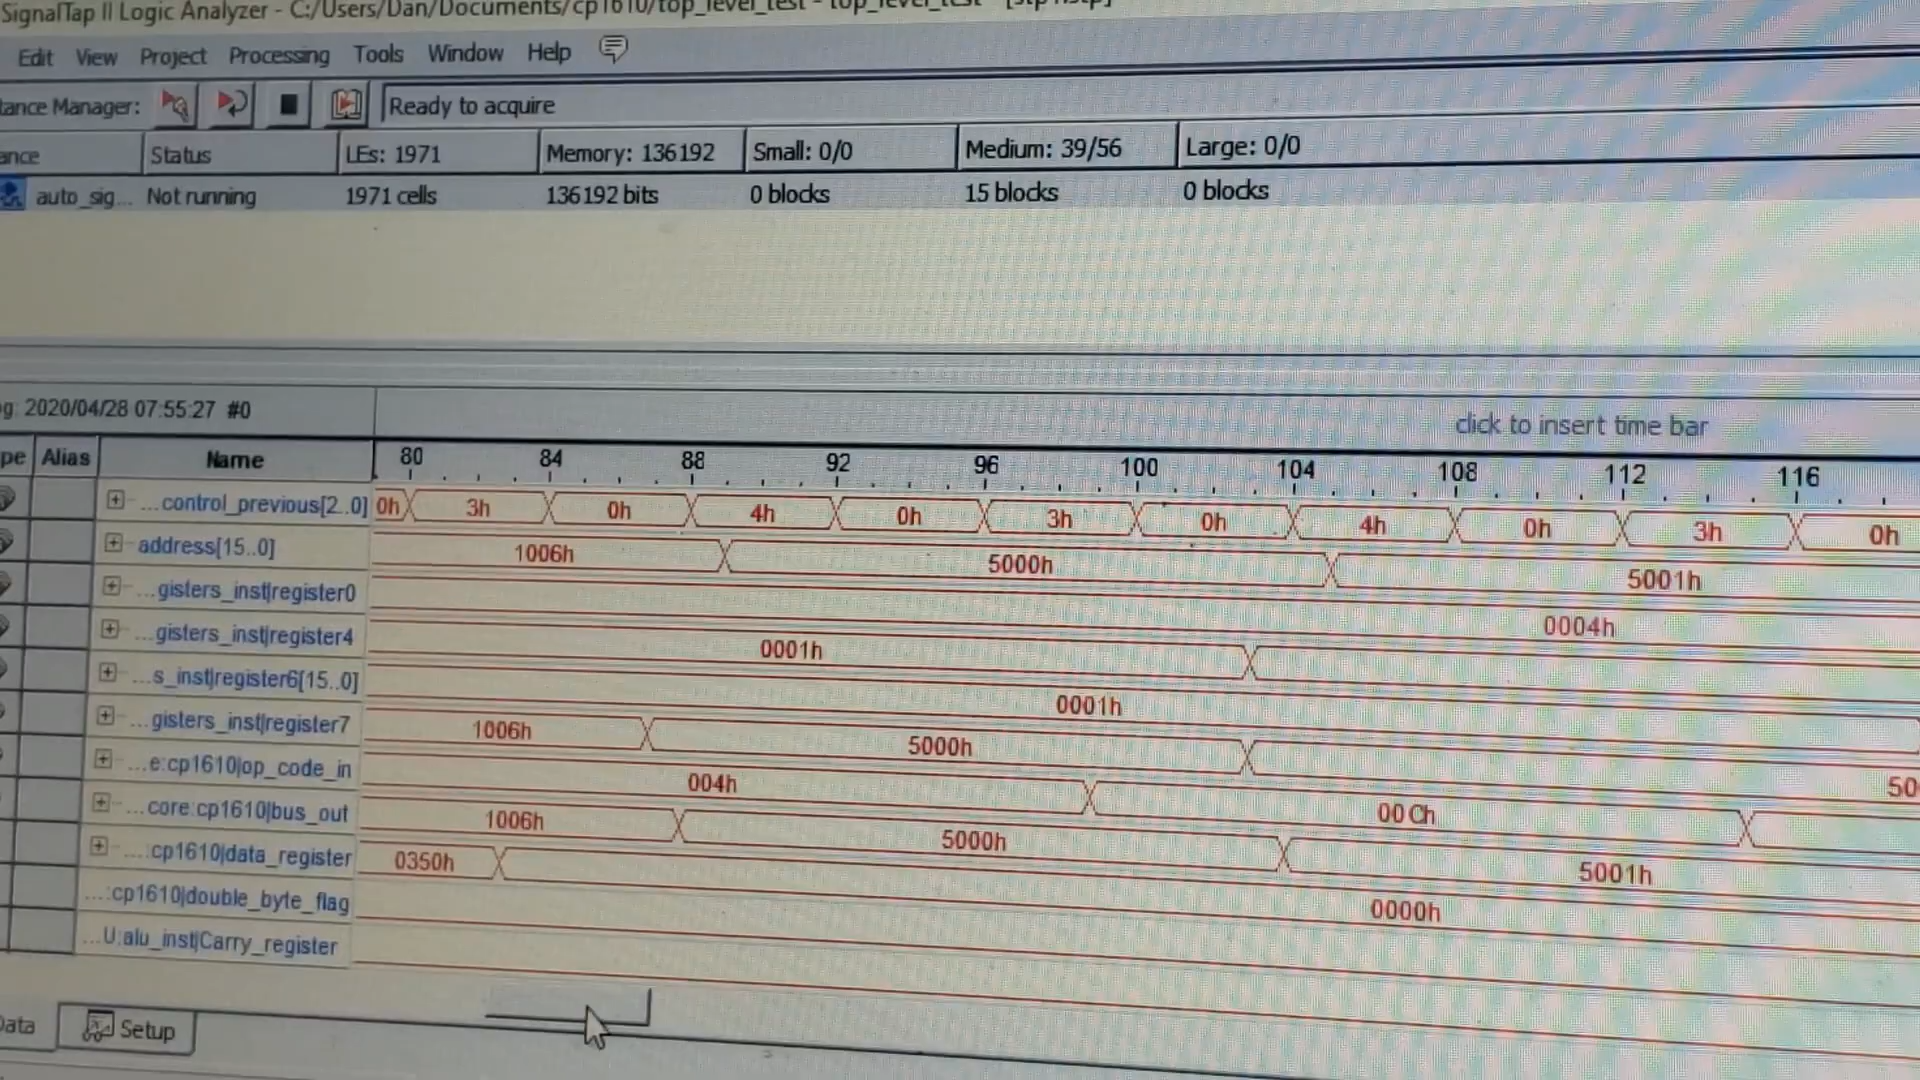 SignalTap II Logic Analyzer - C:/Users/Dan/Documents/cp1610/top_level_test - top_level_test - [stp1.stp]
Edit View Project Processing Tools Window Help
tance Manager: Ready to acquire
ance Status LEs: 1971 Memory: 136192 Small: 0/0 Medium: 39/56 Large: 0/0
auto_sig... Not running 1971 cells 136192 bits 0 blocks 15 blocks 0 blocks
g: 2020/04/28 07:55:27 #0 click to insert time bar
pe Alias Name 80 84 88 92 96 100 104 108 112 116
...control_previous[2..0] 0h 3h 0h 4h 0h 3h 0h 4h 0h 3h 0h
address[15..0] 1006h 5000h 5001h
...gisters_inst|register0 0004h
...gisters_inst|register4 0001h
...s_inst|register6[15..0] 0001h
...gisters_inst|register7 1006h 5000h 50
...e:cp1610|op_code_in 004h 00Ch
...core:cp1610|bus_out 1006h 5000h 5001h
...:cp1610|data_register 0350h 0000h
...:cp1610|double_byte_flag
...U:alu_inst|Carry_register
Data Setup